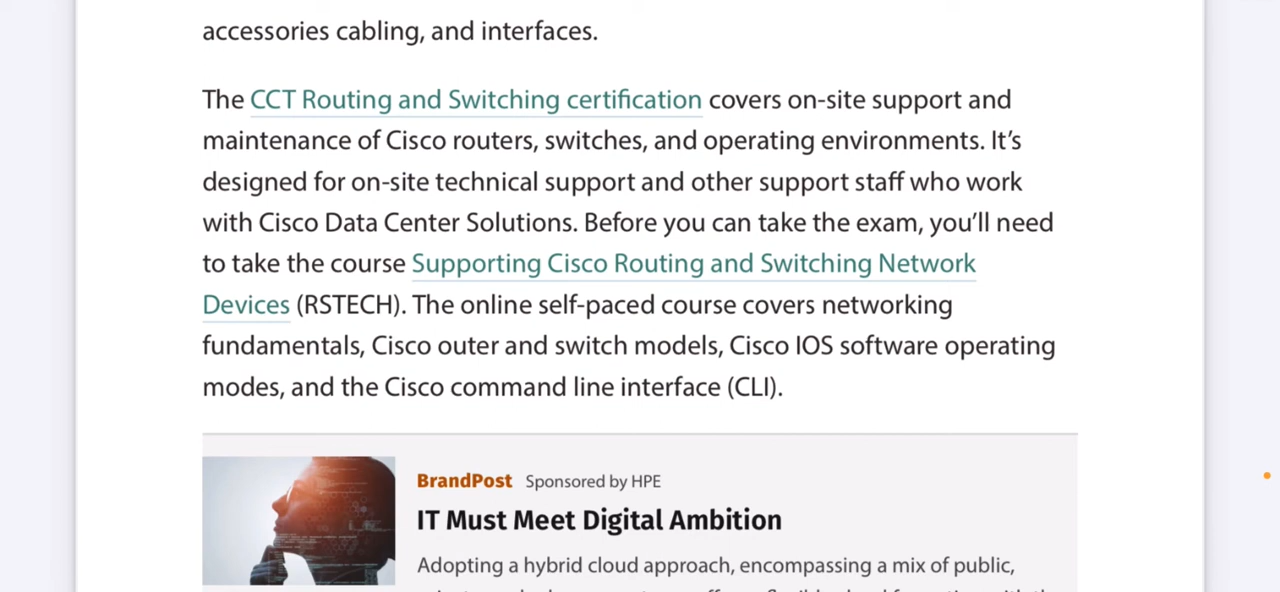 accessories cabling, and interfaces.
The CCT Routing and Switching certification covers on-site support and
maintenance of Cisco routers, switches, and operating environments. It’s
designed for on-site technical support and other support staff who work
with Cisco Data Center Solutions. Before you can take the exam, you’ll need
to take the course Supporting Cisco Routing and Switching Network
Devices (RSTECH). The online self-paced course covers networking
fundamentals, Cisco outer and switch models, Cisco IOS software operating
modes, and the Cisco command line interface (CLI).
BrandPost Sponsored by HPE
IT Must Meet Digital Ambition
Adopting a hybrid cloud approach, encompassing a mix of public,